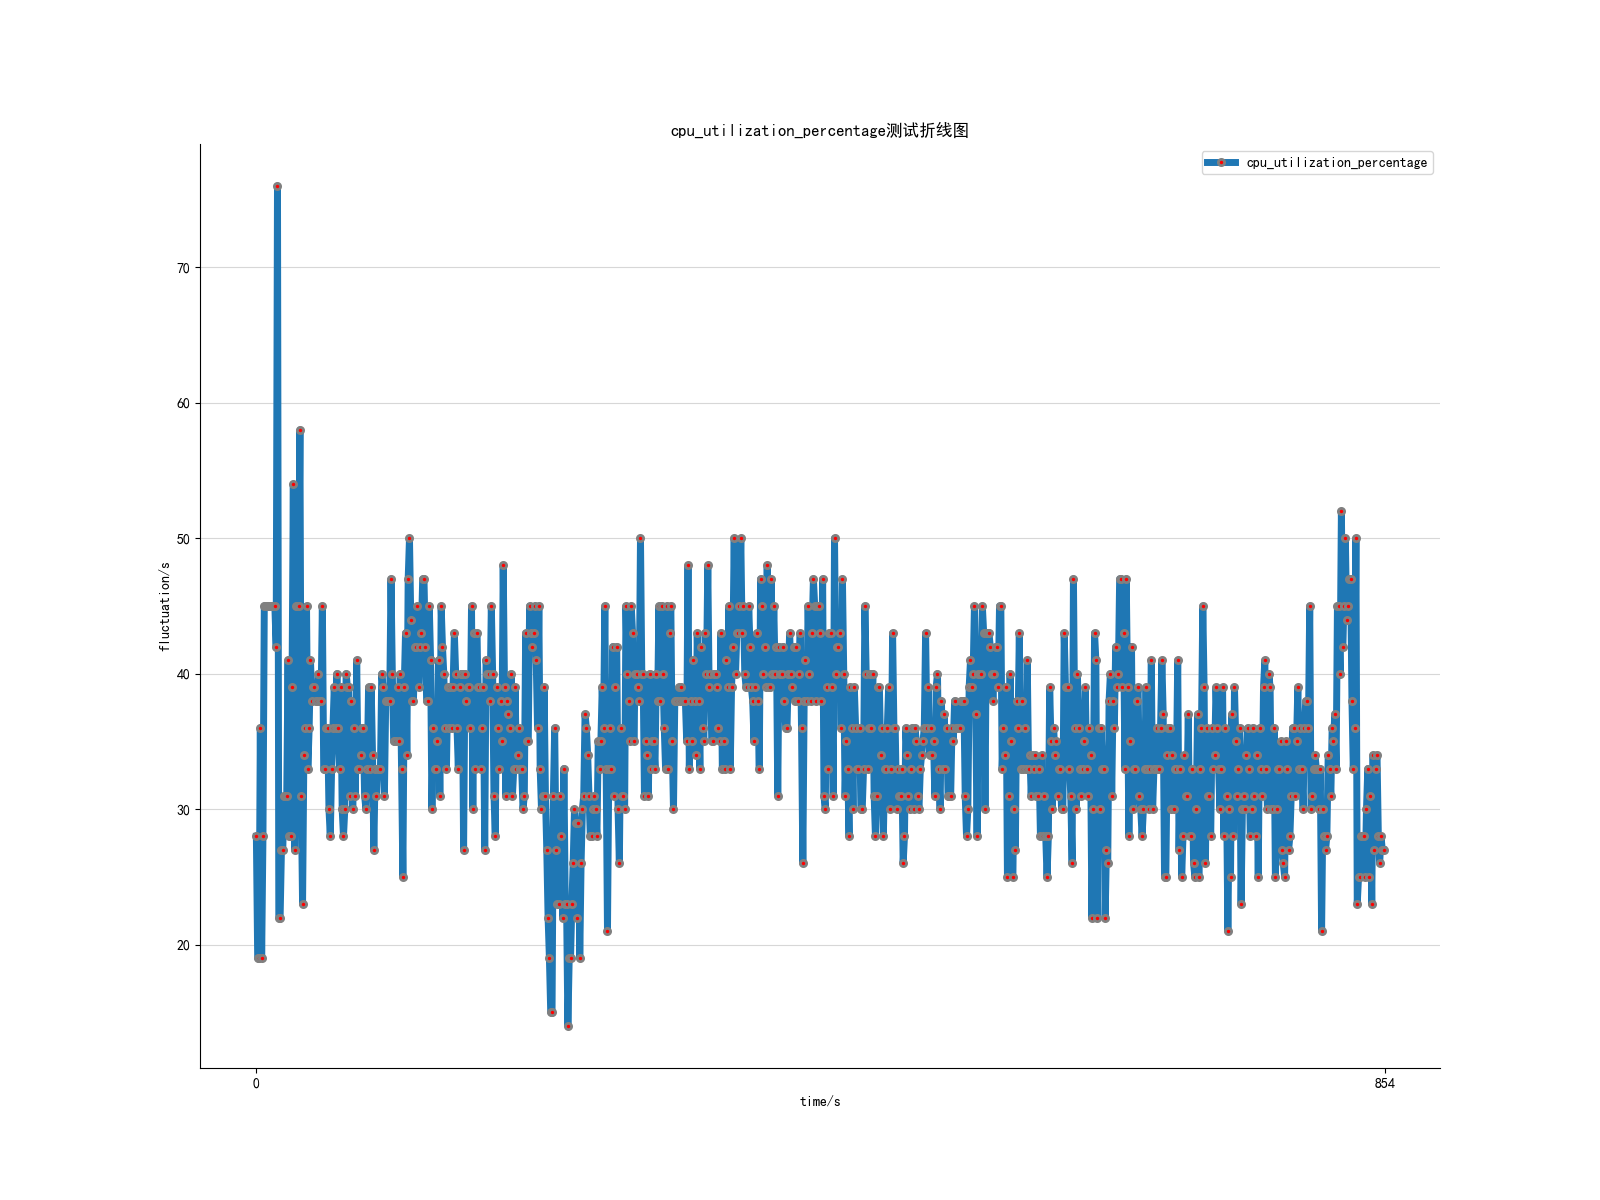 cpu_utilization_percentage测试折线图
cpu_utilization_percentage
70
60
50
40
30
20
fluctuation/s
0
854
time/s